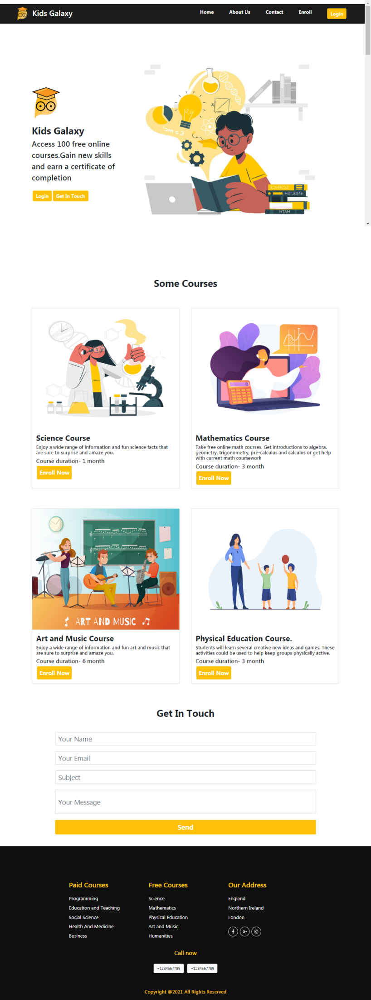 Kids Galaxy
Home
About Us
Contact
Enroll
Login
E = mc²
Kids Galaxy
Access 100 free online
courses.Gain new skills
and earn a certificate of
completion
Login
Get In Touch
SCIENCE
ENGLISH
MATH
Some Courses
Science Course
Enjoy a wide range of information and fun science facts that
are sure to surprise and amaze you.
Course duration- 1 month
Enroll Now
Mathematics Course
Take free online math courses. Get introductions to algebra,
geometry, trigonometry, pre-calculus and calculus or get help
with current math coursework
Course duration- 3 month
Enroll Now
ART AND MUSIC
Art and Music Course
Enjoy a wide range of information and fun art and music that
are sure to surprise and amaze you.
Course duration- 6 month
Enroll Now
Physical Education Course.
Students will learn several creative new ideas and games. These
activities could be used to help keep groups physically active.
Course duration- 3 month
Enroll Now
Get In Touch
Your Name
Your Email
Subject
Your Message
Send
Paid Courses
Programming
Education and Teaching
Social Science
Health And Medicine
Business
Free Courses
Science
Mathematics
Physical Education
Art and Music
Humanities
Our Address
England
Northern Ireland
London
Call now
+1234567789
+1234567789
Copyright @2021 All Rights Reserved